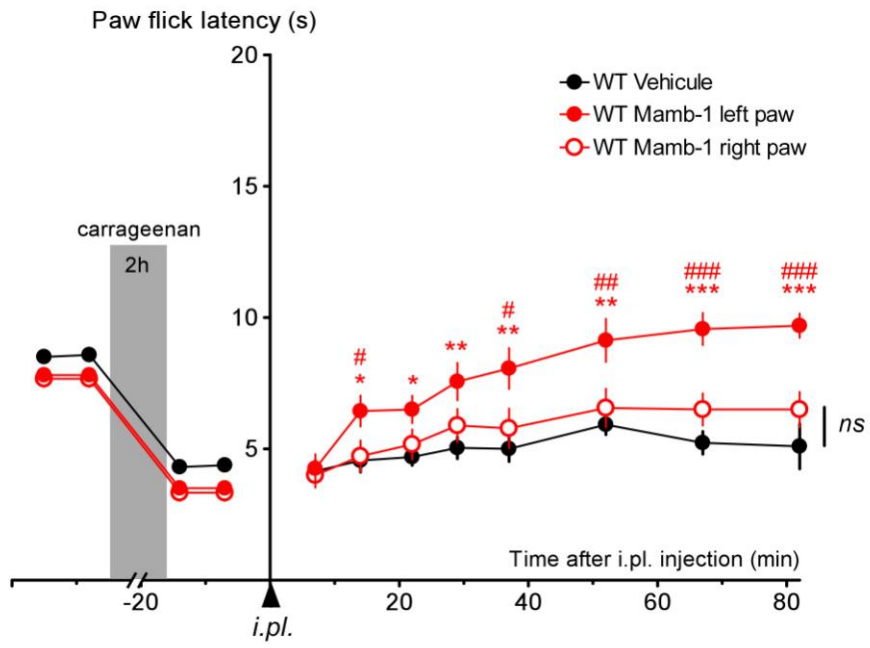 Paw flick latency (s)
20
WT Vehicule
WT Mamb-1 left paw
WT Mamb-1 right paw
15
carrageenan
2h
10
# # ## ### ###
* * ** ** ** *** ***
5
ns
Time after i.pl. injection (min)
-20 20 40 60 80
i.pl.